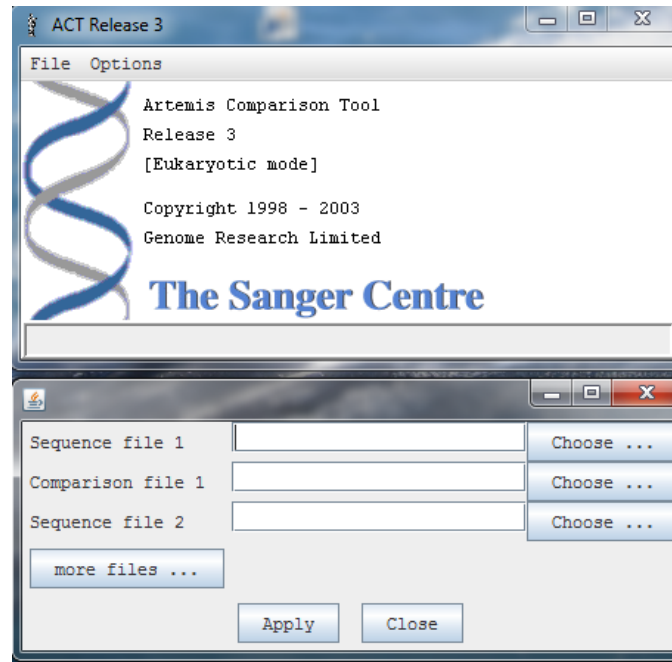 ACT Release 3
File Options
Artemis Comparison Tool
Release 3
[Eukaryotic mode]
Copyright 1998 - 2003
Genome Research Limited
The Sanger Centre
Sequence file 1 Choose ...
Comparison file 1 Choose ...
Sequence file 2 Choose ...
more files ...
Apply Close